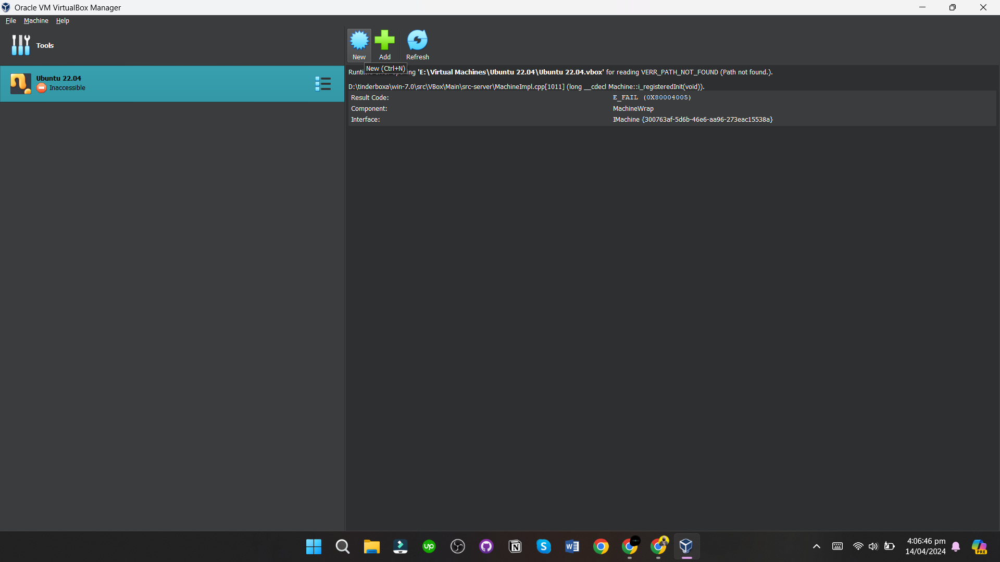 Oracle VM VirtualBox Manager
File Machine Help
Tools
New
Add
Refresh
New (Ctrl+N)
Ubuntu 22.04
Inaccessible
ing 'E:\Virtual Machines\Ubuntu 22.04\Ubuntu 22.04.vbox' for reading VERR_PATH_NOT_FOUND (Path not found.).
D:\tinderboxa\win-7.0\src\VBox\Main\src-server\MachineImpl.cpp[1011] (long __cdecl Machine::i_registeredInit(void)).
Result Code: E_FAIL (0X80004005)
Component: MachineWrap
Interface: IMachine {300763af-5d6b-46e6-aa96-273eac15538a}
up
N
S
W
4:06:46 pm
14/04/2024
PRE